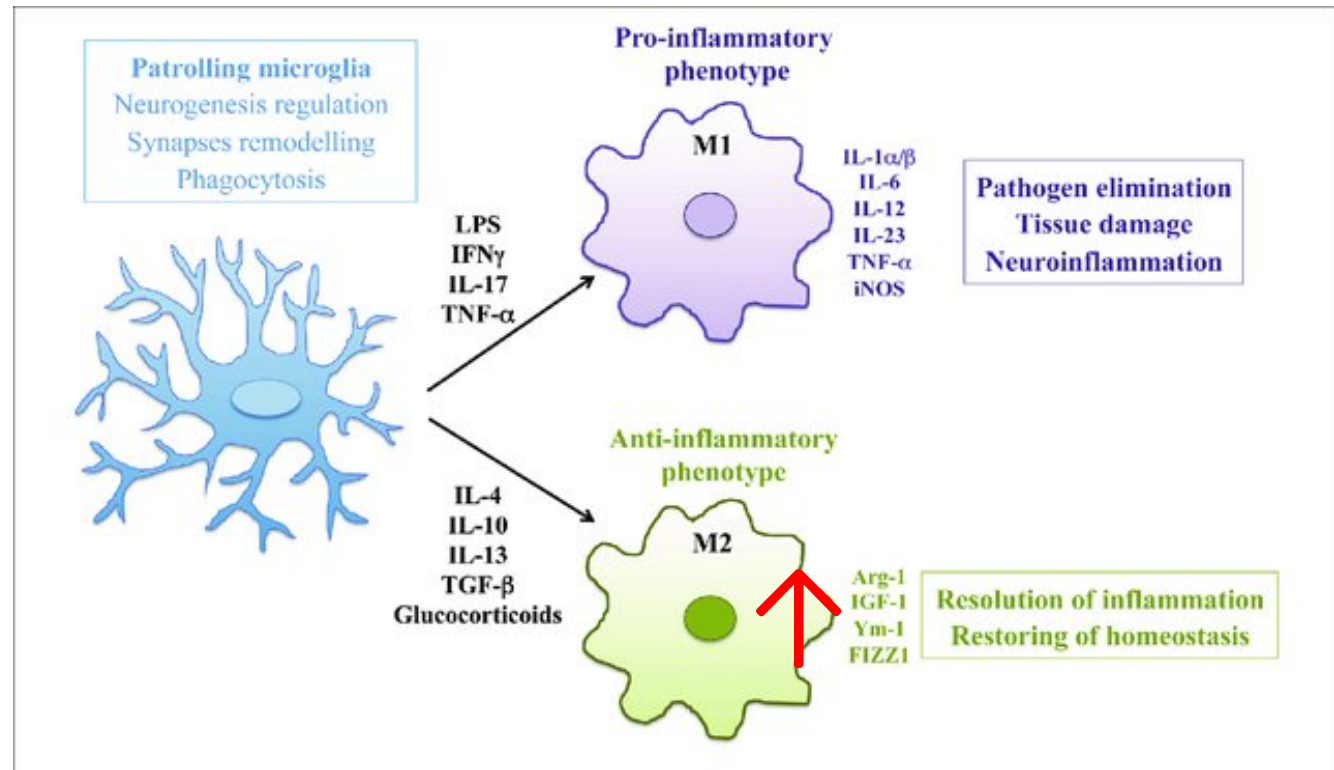 Patrolling microglia
Neurogenesis regulation
Synapses remodelling
Phagocytosis
Pro-inflammatory
phenotype
M1
LPS
IFNγ
IL-17
TNF-α
IL-1α/β
IL-6
IL-12
IL-23
TNF-α
iNOS
Pathogen elimination
Tissue damage
Neuroinflammation
Anti-inflammatory
phenotype
M2
IL-4
IL-10
IL-13
TGF-β
Glucocorticoids
Arg-1
IGF-1
Ym-1
FIZZ1
Resolution of inflammation
Restoring of homeostasis